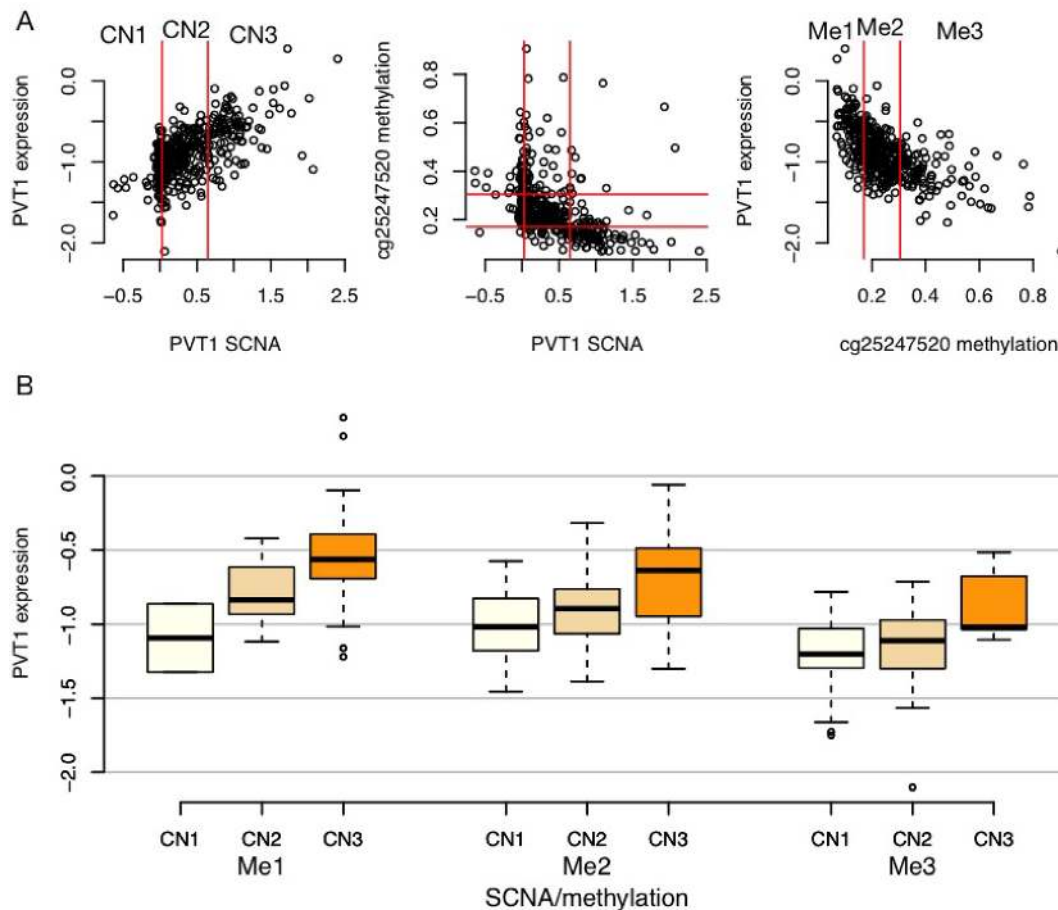 A
CN1 CN2 CN3
PVT1 expression
0.0
−1.0
−2.0
−0.5 0.5 1.5 2.5
PVT1 SCNA
cg25247520 methylation
0.8
0.6
0.4
0.2
−0.5 0.5 1.5 2.5
PVT1 SCNA
Me1 Me2 Me3
PVT1 expression
0.0
−1.0
−2.0
0.2 0.4 0.6 0.8
cg25247520 methylation
B
PVT1 expression
0.0
−0.5
−1.0
−1.5
−2.0
CN1 CN2 CN3 CN1 CN2 CN3 CN1 CN2 CN3
Me1 Me2 Me3
SCNA/methylation